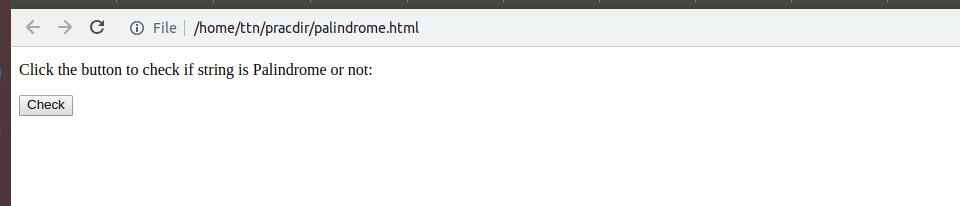 File /home/ttn/pracdir/palindrome.html
Click the button to check if string is Palindrome or not:
Check